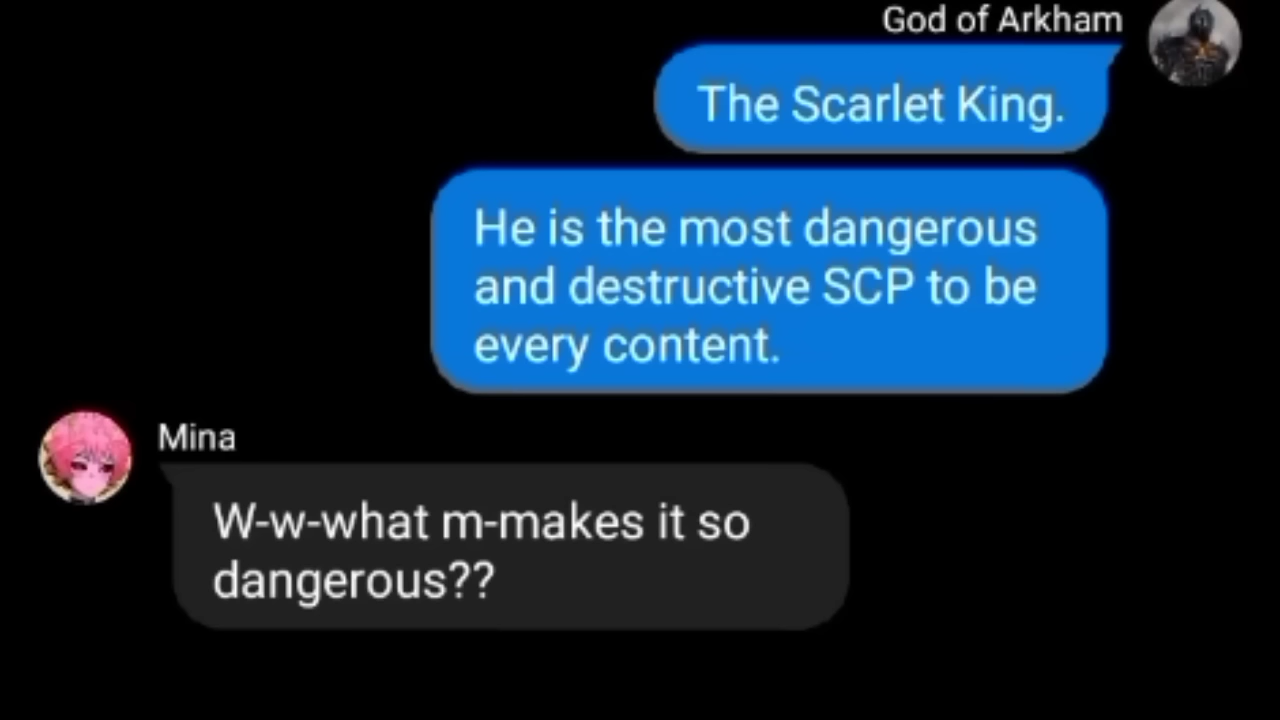 God of Arkham
The Scarlet King.
He is the most dangerous
and destructive SCP to be
every content.
Mina
W-w-what m-makes it so
dangerous??